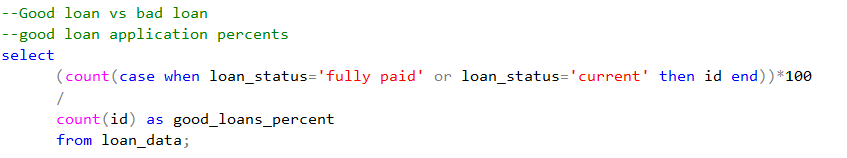 --Good loan vs bad loan
--good loan application percents
select
(count(case when loan_status='fully paid' or loan_status='current' then id end))*100
/
count(id) as good_loans_percent
from loan_data;